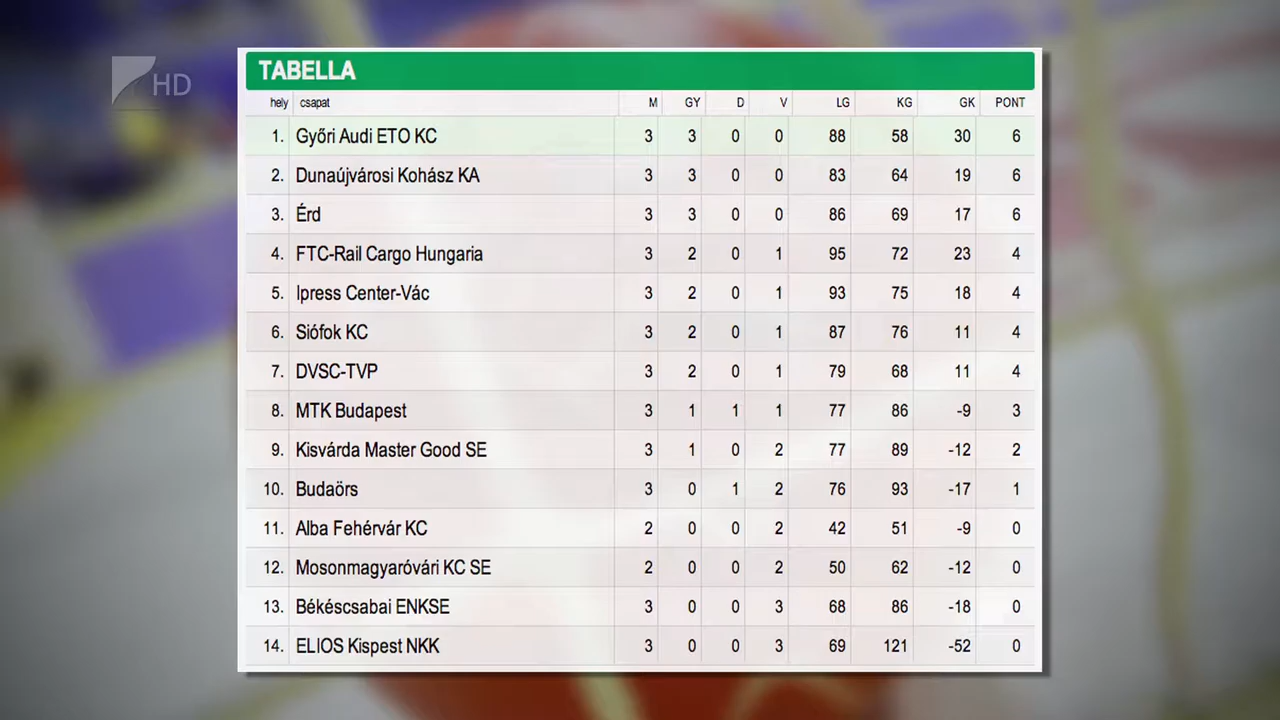 HD
TABELLA
hely csapat M GY D V LG KG GK PONT
1. Győri Audi ETO KC 3 3 0 0 88 58 30 6
2. Dunaújvárosi Kohász KA 3 3 0 0 83 64 19 6
3. Érd 3 3 0 0 86 69 17 6
4. FTC-Rail Cargo Hungaria 3 2 0 1 95 72 23 4
5. Ipress Center-Vác 3 2 0 1 93 75 18 4
6. Siófok KC 3 2 0 1 87 76 11 4
7. DVSC-TVP 3 2 0 1 79 68 11 4
8. MTK Budapest 3 1 1 1 77 86 -9 3
9. Kisvárda Master Good SE 3 1 0 2 77 89 -12 2
10. Budaörs 3 0 1 2 76 93 -17 1
11. Alba Fehérvár KC 2 0 0 2 42 51 -9 0
12. Mosonmagyaróvári KC SE 2 0 0 2 50 62 -12 0
13. Békéscsabai ENKSE 3 0 0 3 68 86 -18 0
14. ELIOS Kispest NKK 3 0 0 3 69 121 -52 0